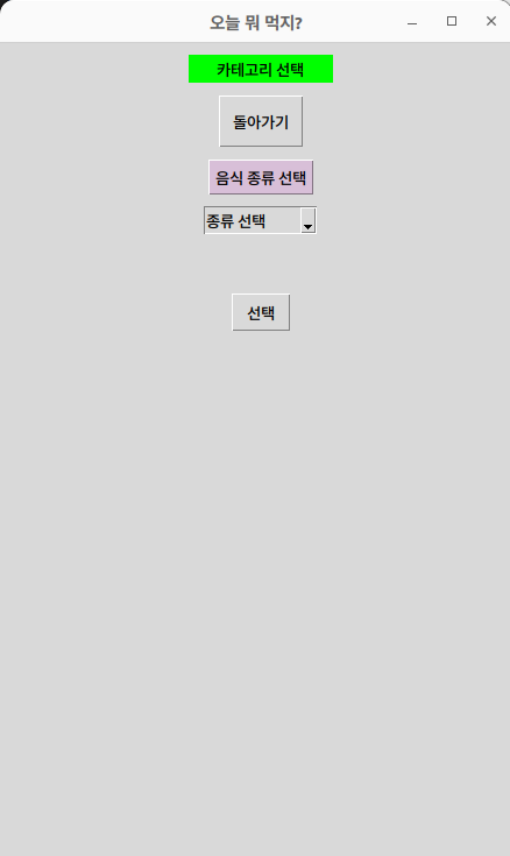 오늘 뭐 먹지?
카테고리 선택
돌아가기
음식 종류 선택
종류 선택
선택